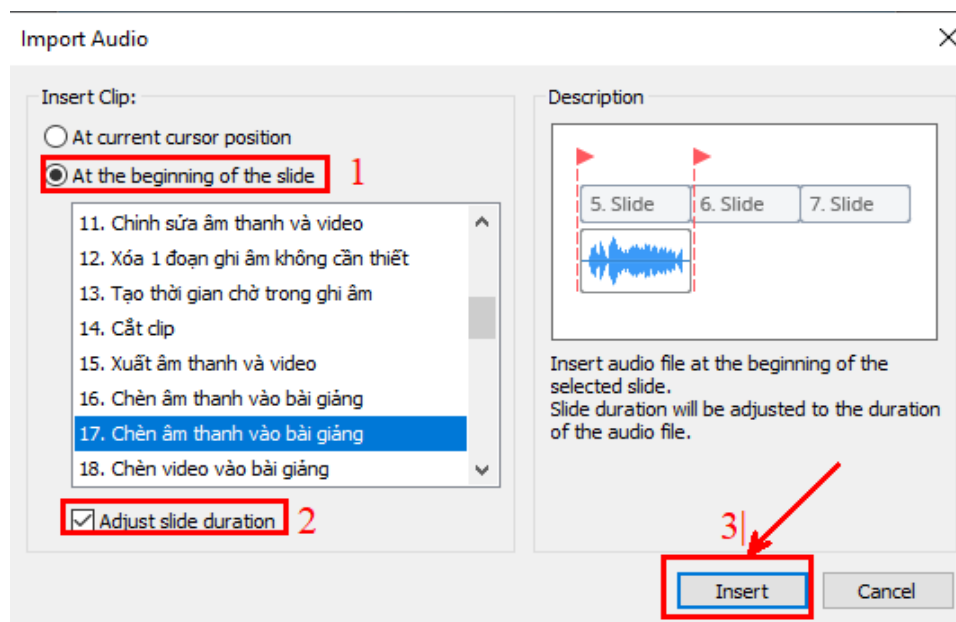 Import Audio
Insert Clip:
At current cursor position
At the beginning of the slide
1
11. Chinh sửa âm thanh và video
12. Xóa 1 đoạn ghi âm không cần thiết
13. Tạo thời gian chờ trong ghi âm
14. Cắt clip
15. Xuất âm thanh và video
16. Chèn âm thanh vào bài giảng
17. Chèn âm thanh vào bài giảng
18. Chèn video vào bài giảng
Adjust slide duration
2
Description
5. Slide
6. Slide
7. Slide
Insert audio file at the beginning of the
selected slide.
Slide duration will be adjusted to the duration
of the audio file.
3
Insert
Cancel